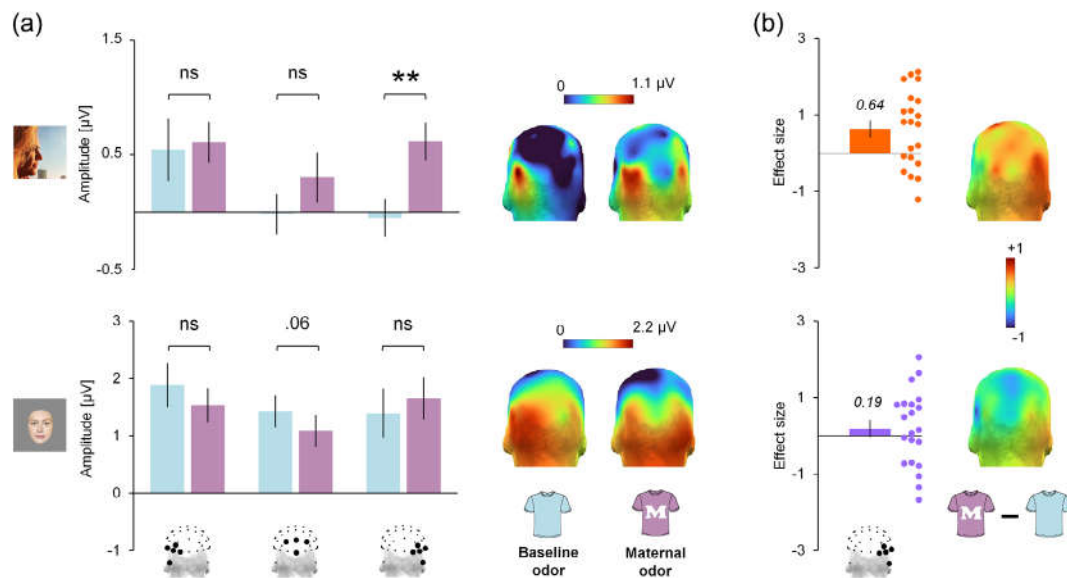 (a)
(b)
1.5
0.5
-0.5
Amplitude [µV]
ns
ns
**
0
1.1 µV
3
1
-1
-3
Effect size
0.64
3
2
1
0
-1
Amplitude [µV]
ns
.06
ns
0
2.2 µV
+1
-1
3
1
-1
-3
Effect size
0.19
M
Baseline
odor
Maternal
odor
M